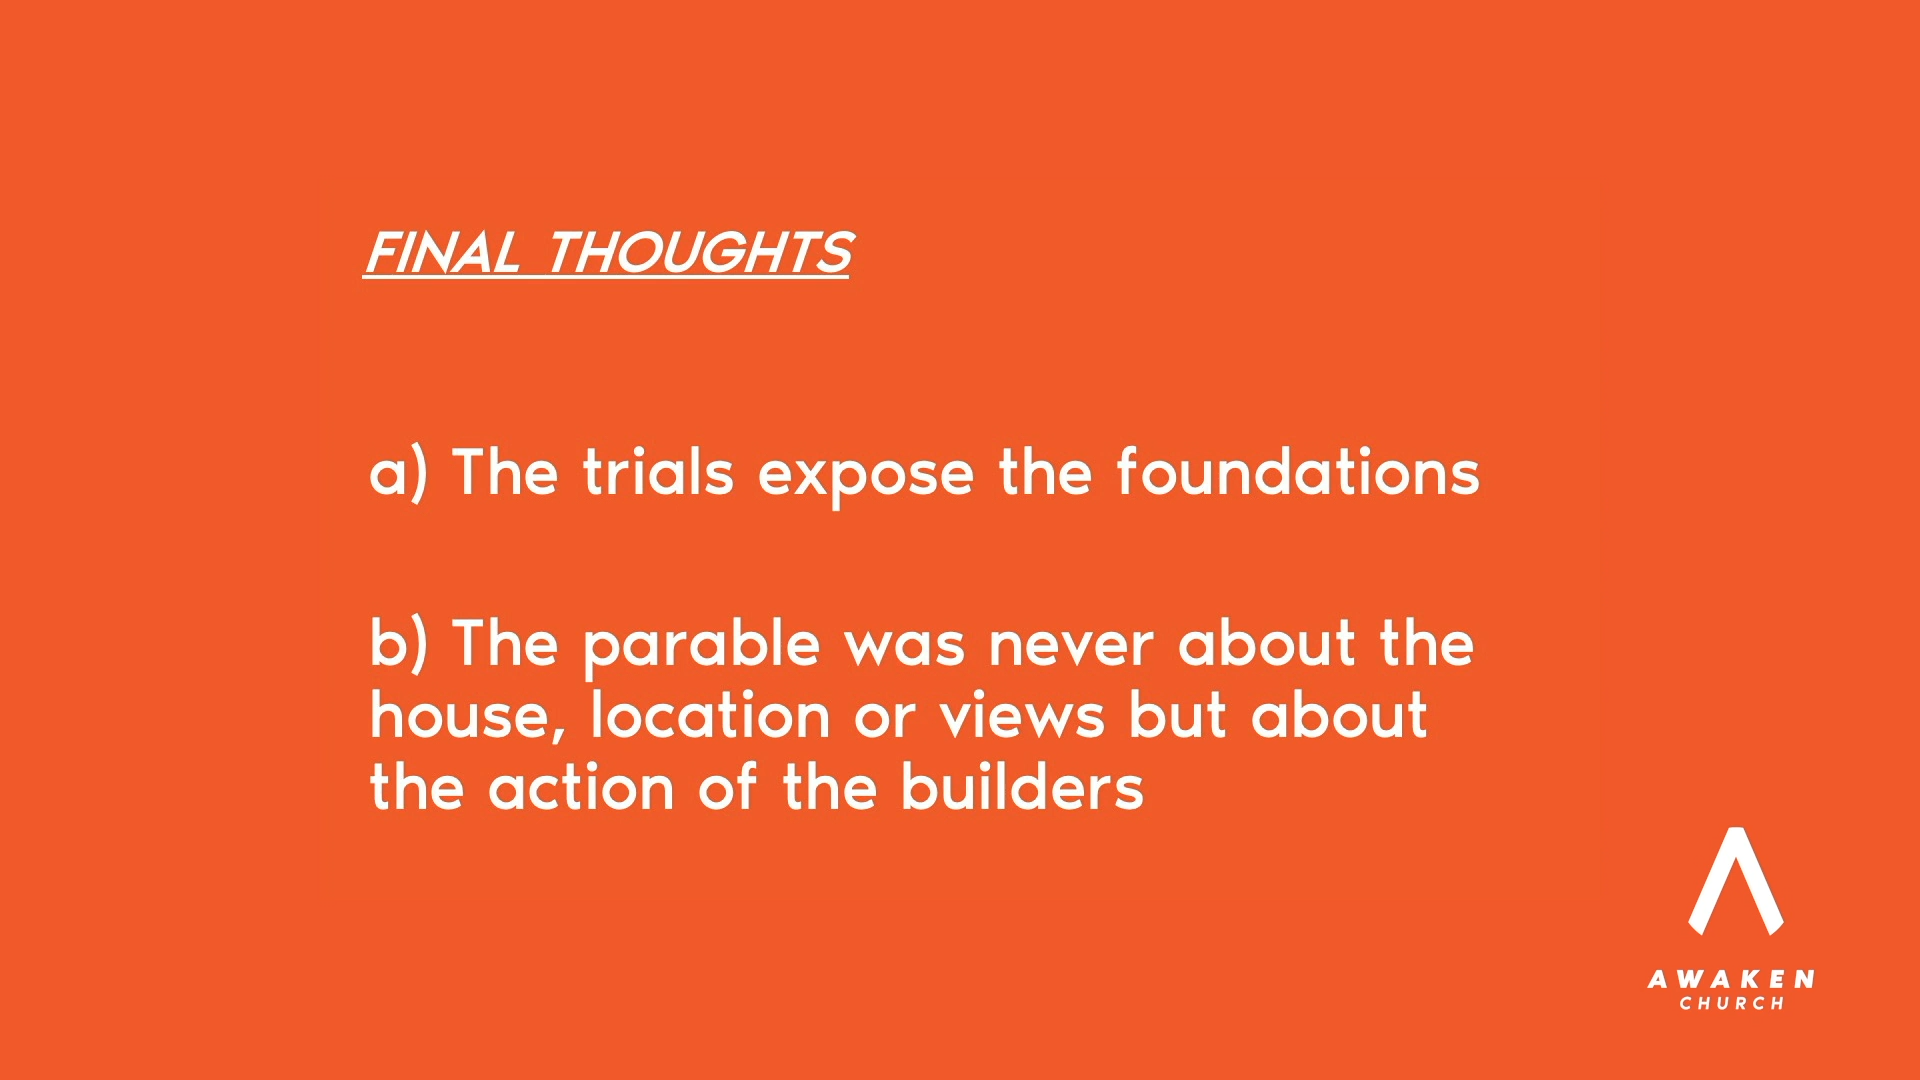 FINAL THOUGHTS
a) The trials expose the foundations
b) The parable was never about the
house, location or views but about
the action of the builders
AWAKEN
CHURCH